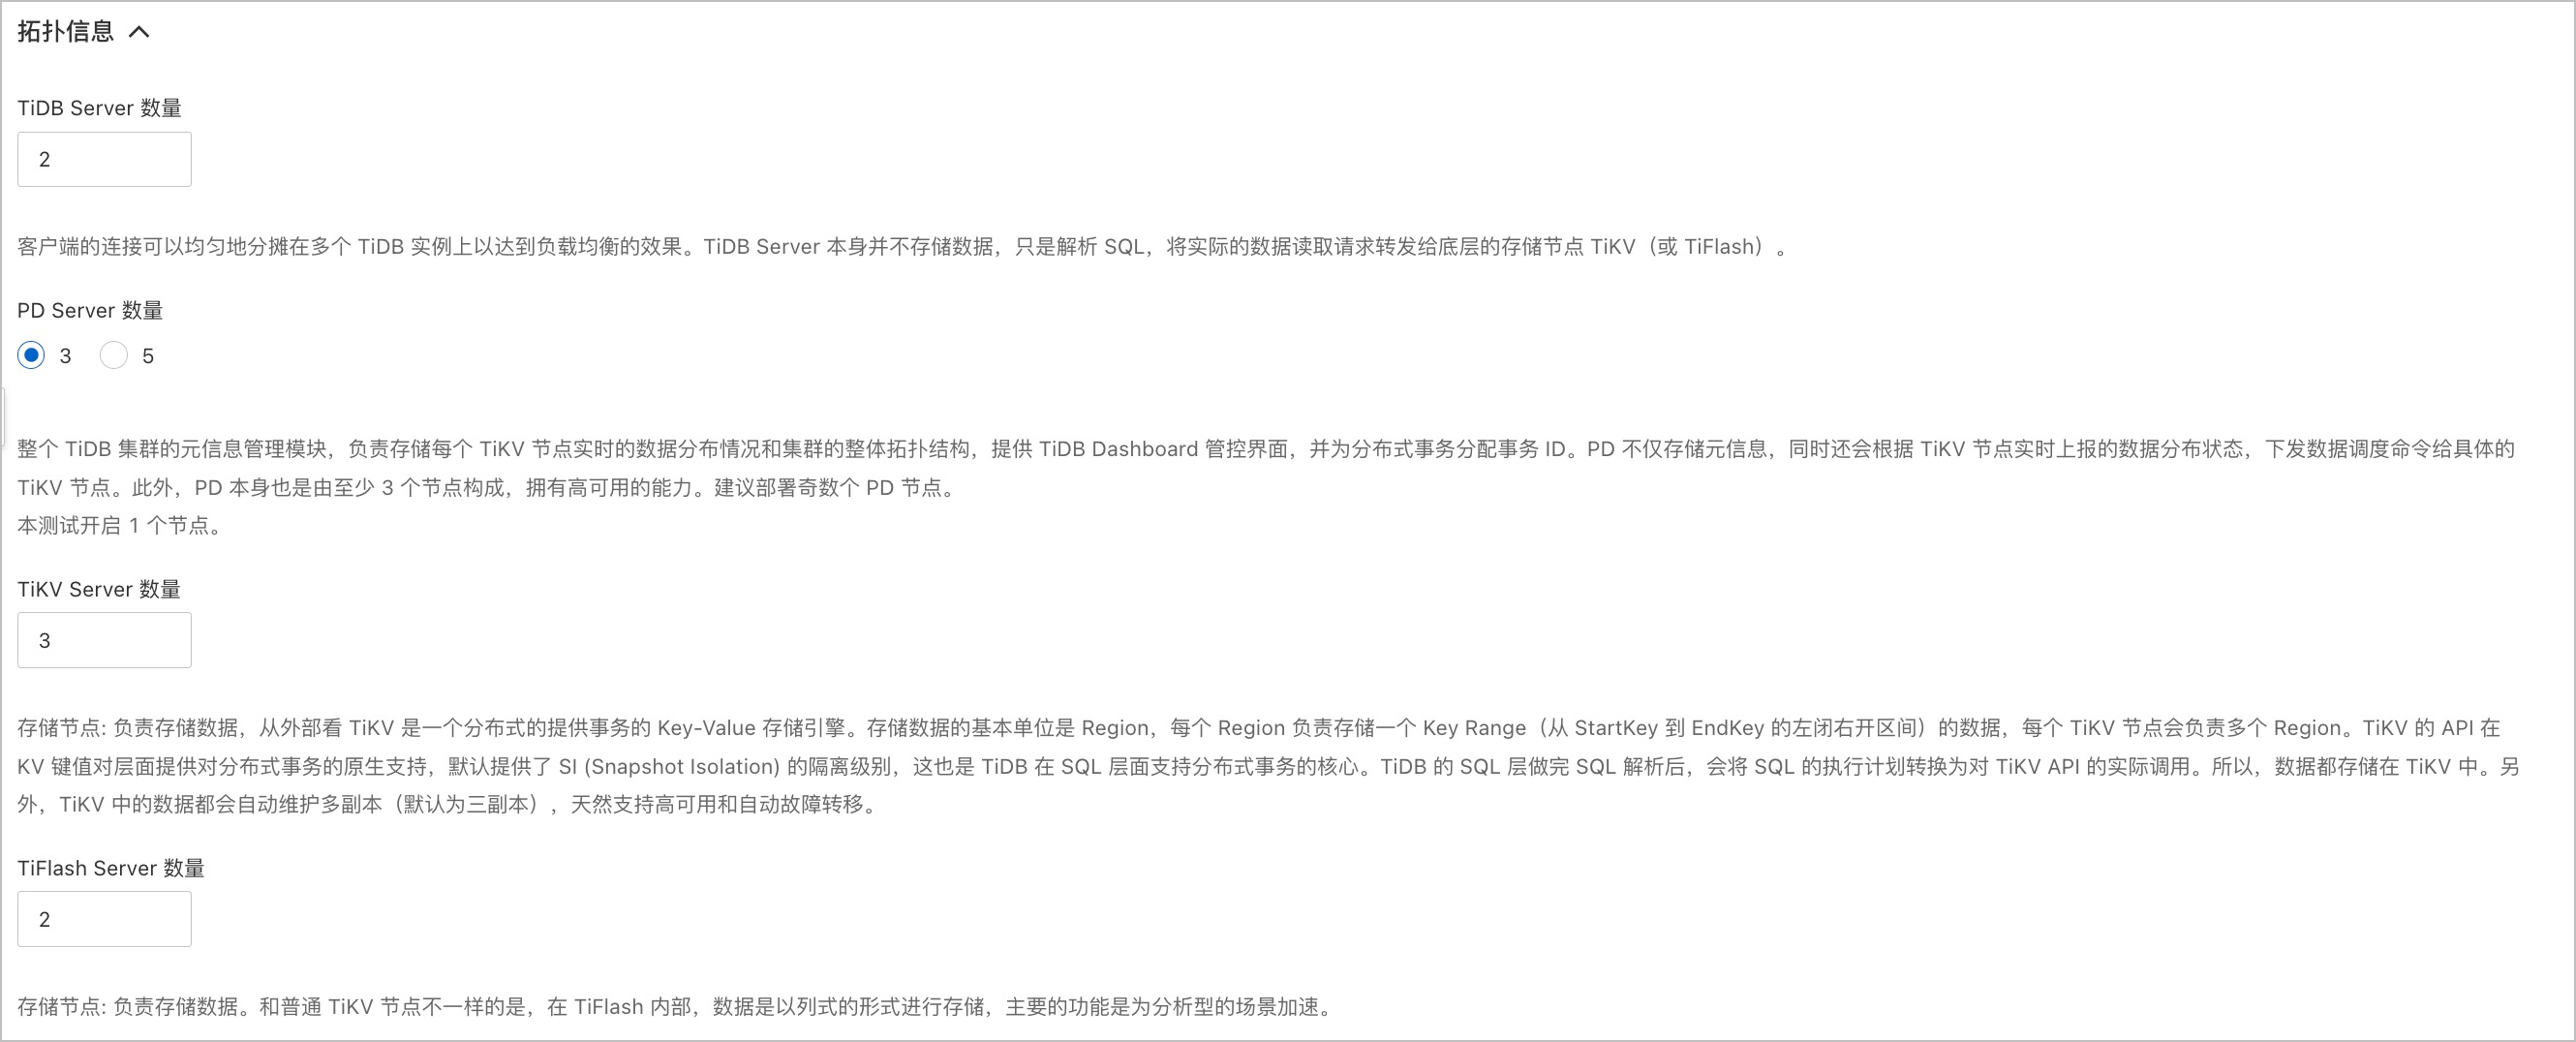 拓扑信息
TiDB Server 数量
2
客户端的连接可以均匀地分摊在多个 TiDB 实例上以达到负载均衡的效果。TiDB Server 本身并不存储数据，只是解析 SQL，将实际的数据读取请求转发给底层的存储节点 TiKV（或 TiFlash）。
PD Server 数量
3 5
整个 TiDB 集群的元信息管理模块，负责存储每个 TiKV 节点实时的数据分布情况和集群的整体拓扑结构，提供 TiDB Dashboard 管控界面，并为分布式事务分配事务 ID。PD 不仅存储元信息，同时还会根据 TiKV 节点实时上报的数据分布状态，下发数据调度命令给具体的
TiKV 节点。此外，PD 本身也是由至少 3 个节点构成，拥有高可用的能力。建议部署奇数个 PD 节点。
本测试开启 1 个节点。
TiKV Server 数量
3
存储节点: 负责存储数据，从外部看 TiKV 是一个分布式的提供事务的 Key-Value 存储引擎。存储数据的基本单位是 Region，每个 Region 负责存储一个 Key Range（从 StartKey 到 EndKey 的左闭右开区间）的数据，每个 TiKV 节点会负责多个 Region。TiKV 的 API 在
KV 键值对层面提供对分布式事务的原生支持，默认提供了 SI (Snapshot Isolation) 的隔离级别，这也是 TiDB 在 SQL 层面支持分布式事务的核心。TiDB 的 SQL 层做完 SQL 解析后，会将 SQL 的执行计划转换为对 TiKV API 的实际调用。所以，数据都存储在 TiKV 中。另
外，TiKV 中的数据都会自动维护多副本（默认为三副本），天然支持高可用和自动故障转移。
TiFlash Server 数量
2
存储节点: 负责存储数据。和普通 TiKV 节点不一样的是，在 TiFlash 内部，数据是以列式的形式进行存储，主要的功能是为分析型的场景加速。